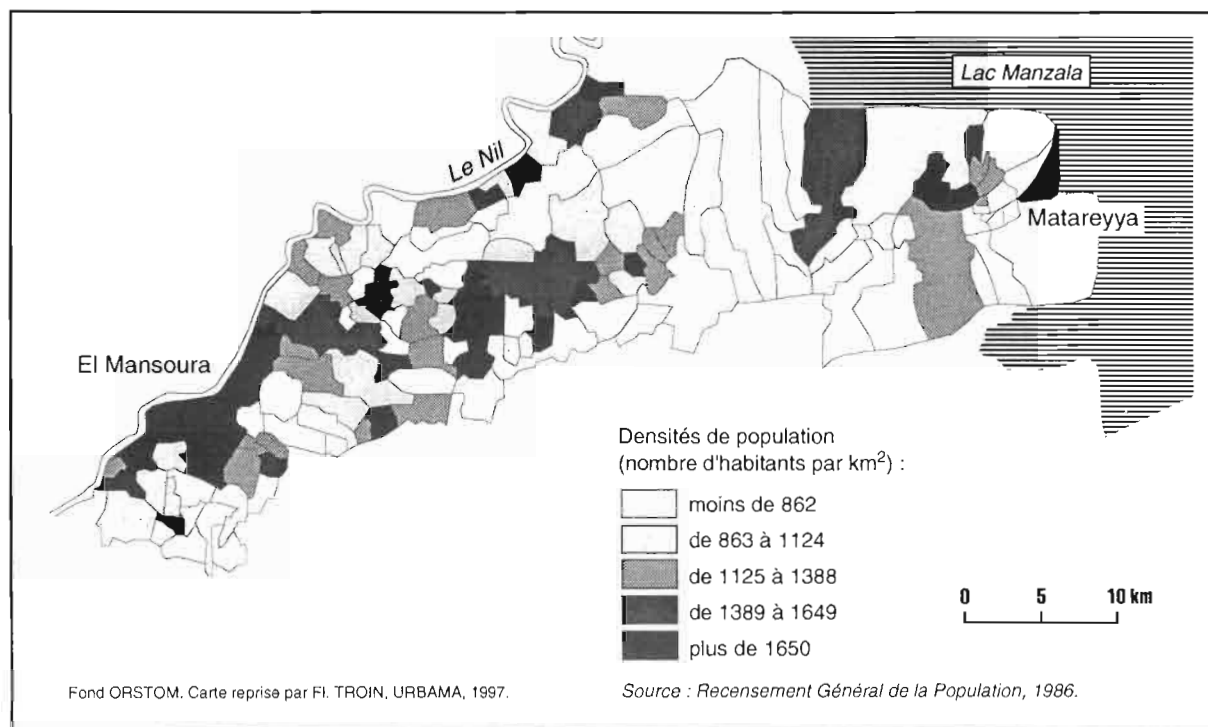 Lac Manzala
Le Nil
Matareyya
El Mansoura
Densités de population
(nombre d'habitants par km²) :
moins de 862
de 863 à 1124
de 1125 à 1388
de 1389 à 1649
plus de 1650
0 5 10 km
Fond ORSTOM. Carte reprise par Fl. TROIN, URBAMA, 1997.
Source : Recensement Général de la Population, 1986.